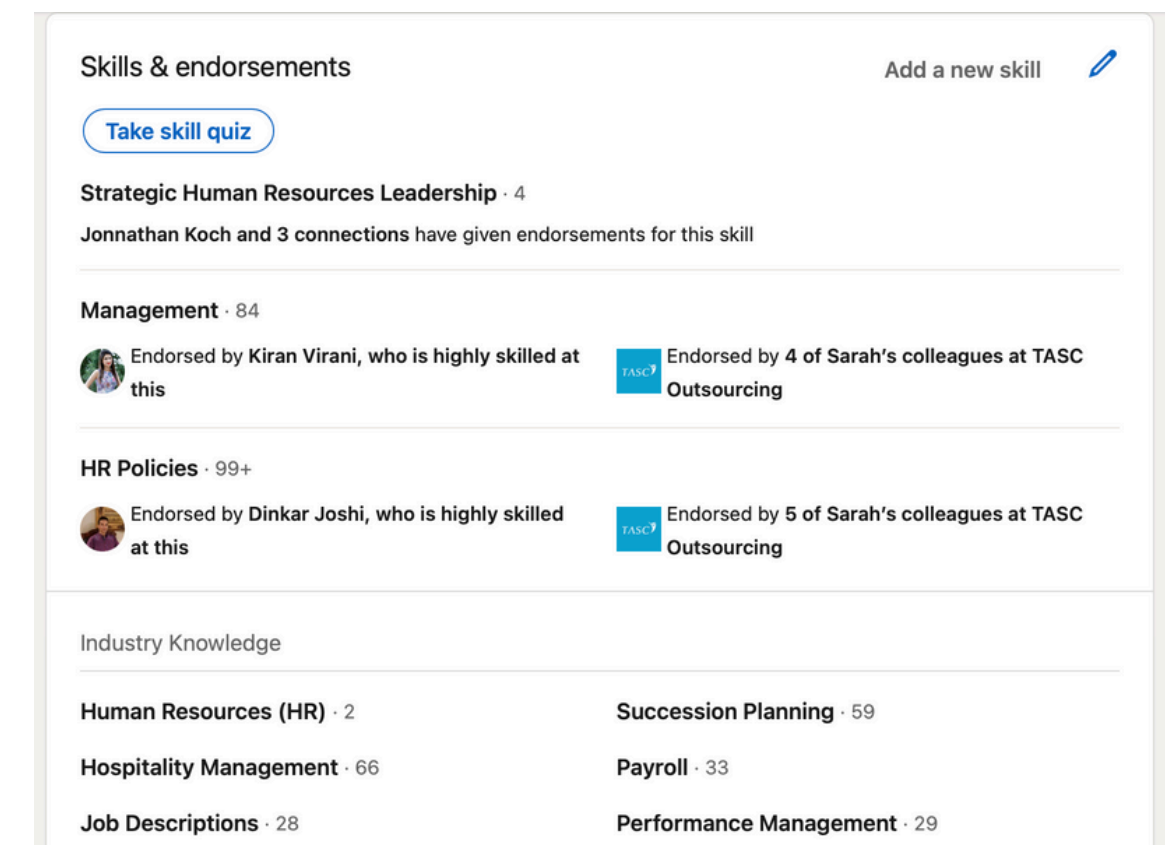 Skills & endorsements
Add a new skill
Take skill quiz
Strategic Human Resources Leadership · 4
Jonnathan Koch and 3 connections have given endorsements for this skill
Management · 84
Endorsed by Kiran Virani, who is highly skilled at
this
TASC
Endorsed by 4 of Sarah’s colleagues at TASC
Outsourcing
HR Policies · 99+
Endorsed by Dinkar Joshi, who is highly skilled
at this
TASC
Endorsed by 5 of Sarah’s colleagues at TASC
Outsourcing
Industry Knowledge
Human Resources (HR) · 2
Succession Planning · 59
Hospitality Management · 66
Payroll · 33
Job Descriptions · 28
Performance Management · 29